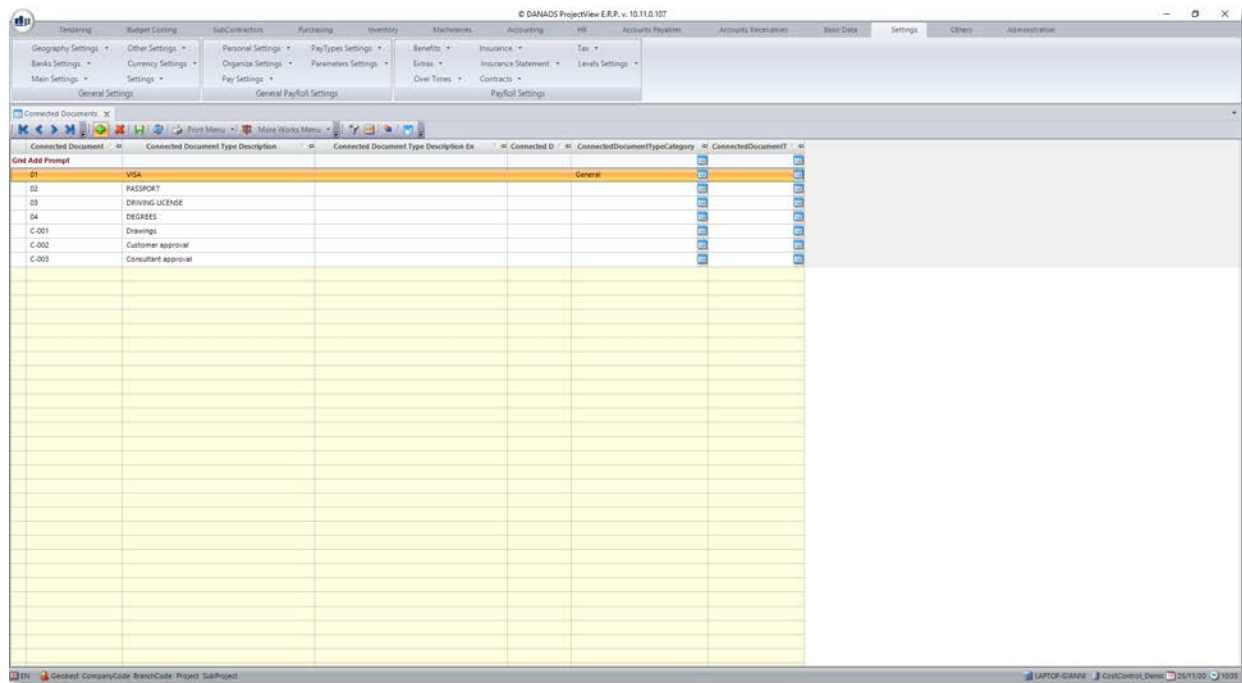 © DANAOS ProjectView E.R.P. v. 10.11.0.107
dp
Tendering Budget Costing SubContractors Purchasing Inventory Machineries Accounting HR Accounts Payables Accounts Receivables Basic Data Settings Others Administration
Geography Settings Other Settings Personal Settings PayTypes Settings Benefits Insurance Tax
Banks Settings Currency Settings Organize Settings Parameters Settings Extras Insurance Statement Levels Settings
Main Settings Settings Pay Settings Over Times Contracts
General Settings General PayRoll Settings PayRoll Settings
Connected Documents
Print Menu More Works Menu
Connected Document Connected Document Type Description Connected Document Type Description En Connected D ConnectedDocumentTypeCategory ConnectedDocumentT
Grid Add Prompt
01 VISA General
02 PASSPORT
03 DRIVING LICENSE
04 DEGREES
C-001 Drawings
C-002 Customer approval
C-003 Consultant approval
EN Geobest CompanyCode BranchCode Project SubProject LAPTOP-GIANNI CostControl_Demo 25/11/20 10:35